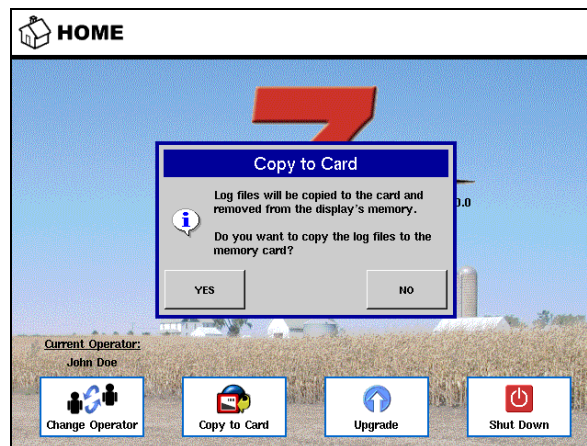 HOME
Copy to Card
Log files will be copied to the card and
removed from the display's memory.
Do you want to copy the log files to the
memory card?
YES
NO
0.0
Current Operator:
John Doe
Change Operator
Copy to Card
Upgrade
Shut Down